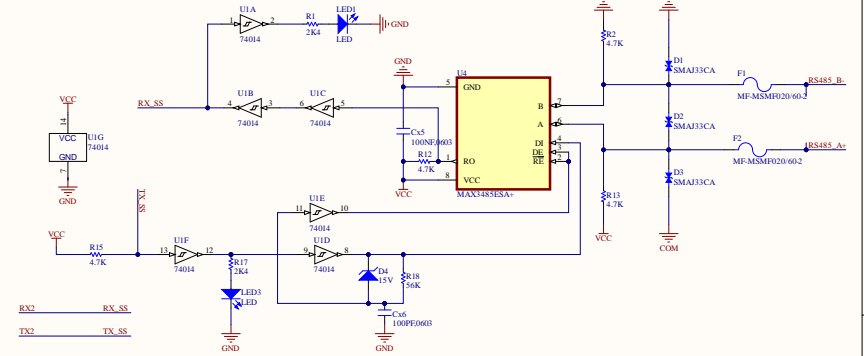 U1A
1
2
74014
R1
2K4
LED1
LED
GND
RX_SS
U1B
4
3
74014
U1C
6
5
74014
GND
Cx5
100NF,0603
R12
4.7K
VCC
U4
5
GND
1
RO
8
VCC
B
7
A
6
DI
4
DE
3
RE
2
MAX3485ESA+
R2
4.7K
D1
SMAJ33CA
F1
MF-MSMF020/60-2
RS485_B-
D2
SMAJ33CA
F2
MF-MSMF020/60-2
RS485_A+
D3
SMAJ33CA
R13
4.7K
VCC
COM
VCC
14
VCC
GND
U1G
74014
7
GND
TX_SS
VCC
R15
4.7K
U1F
13
12
74014
R17
2K4
LED3
LED
GND
U1E
11
10
74014
U1D
9
8
74014
D4
15V
R18
56K
Cx6
100PF,0603
GND
RX2
RX_SS
TX2
TX_SS